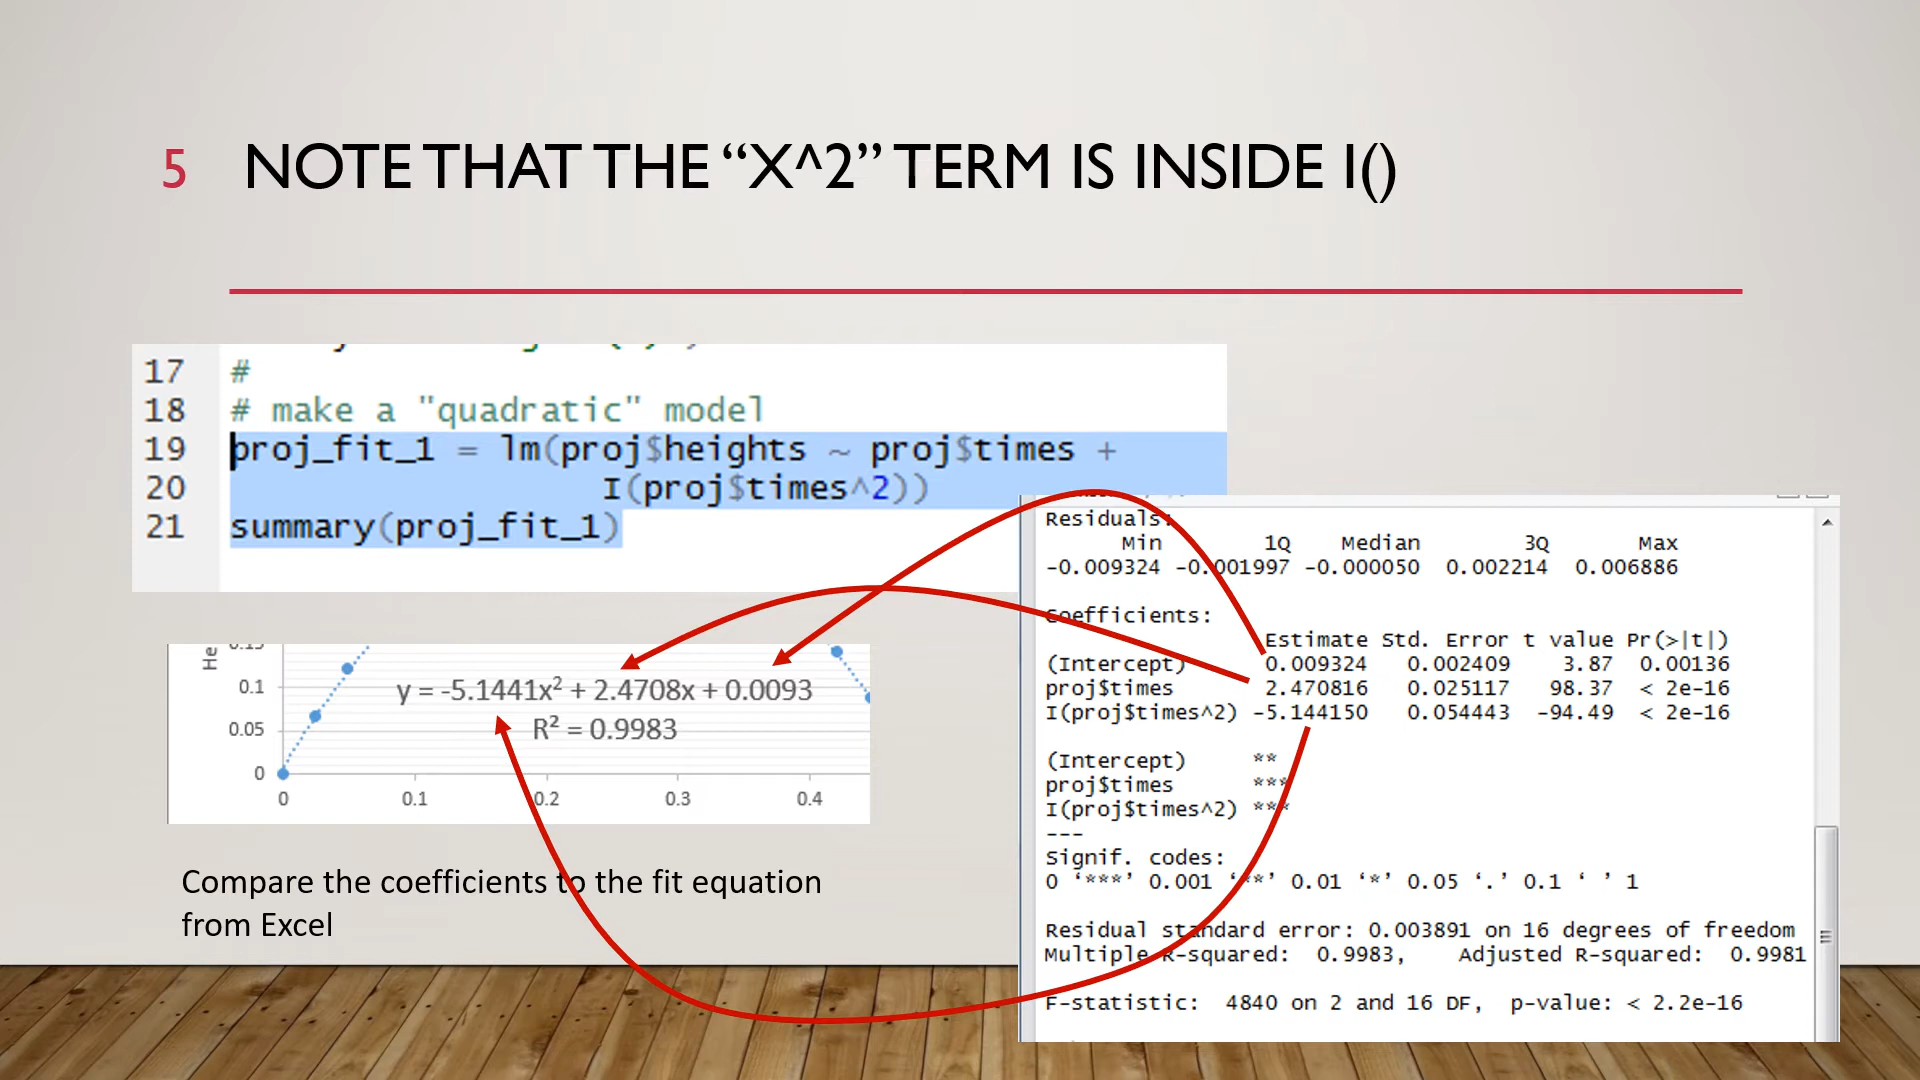 5 NOTE THAT THE “X^2” TERM IS INSIDE I()
17 #
18 # make a "quadratic" model
19 proj_fit_1 = lm(proj$heights ~ proj$times +
20 I(proj$times^2))
21 summary(proj_fit_1)
He
0.15
0.1
0.05
0
0 0.1 0.2 0.3 0.4
y = -5.1441x² + 2.4708x + 0.0093
R² = 0.9983
Compare the coefficients to the fit equation
from Excel
Residuals:
Min 1Q Median 3Q Max
-0.009324 -0.001997 -0.000050 0.002214 0.006886
Coefficients:
Estimate Std. Error t value Pr(>|t|)
(Intercept) 0.009324 0.002409 3.87 0.00136
proj$times 2.470816 0.025117 98.37 < 2e-16
I(proj$times^2) -5.144150 0.054443 -94.49 < 2e-16
(Intercept) **
proj$times ***
I(proj$times^2) ***
---
Signif. codes:
0 ‘***’ 0.001 ‘**’ 0.01 ‘*’ 0.05 ‘.’ 0.1 ‘ ’ 1
Residual standard error: 0.003891 on 16 degrees of freedom
Multiple R-squared: 0.9983, Adjusted R-squared: 0.9981
F-statistic: 4840 on 2 and 16 DF, p-value: < 2.2e-16